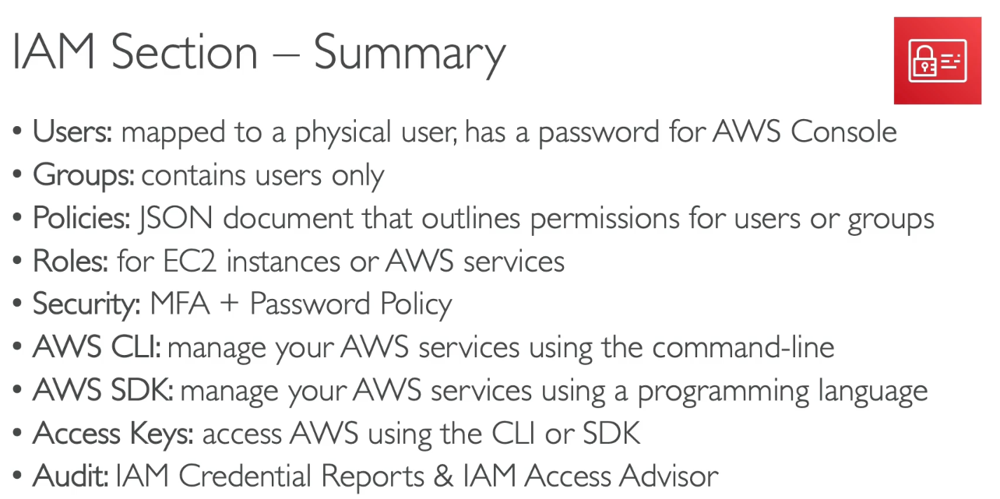 IAM Section – Summary
• Users: mapped to a physical user, has a password for AWS Console
• Groups: contains users only
• Policies: JSON document that outlines permissions for users or groups
• Roles: for EC2 instances or AWS services
• Security: MFA + Password Policy
• AWS CLI: manage your AWS services using the command-line
• AWS SDK: manage your AWS services using a programming language
• Access Keys: access AWS using the CLI or SDK
• Audit: IAM Credential Reports & IAM Access Advisor